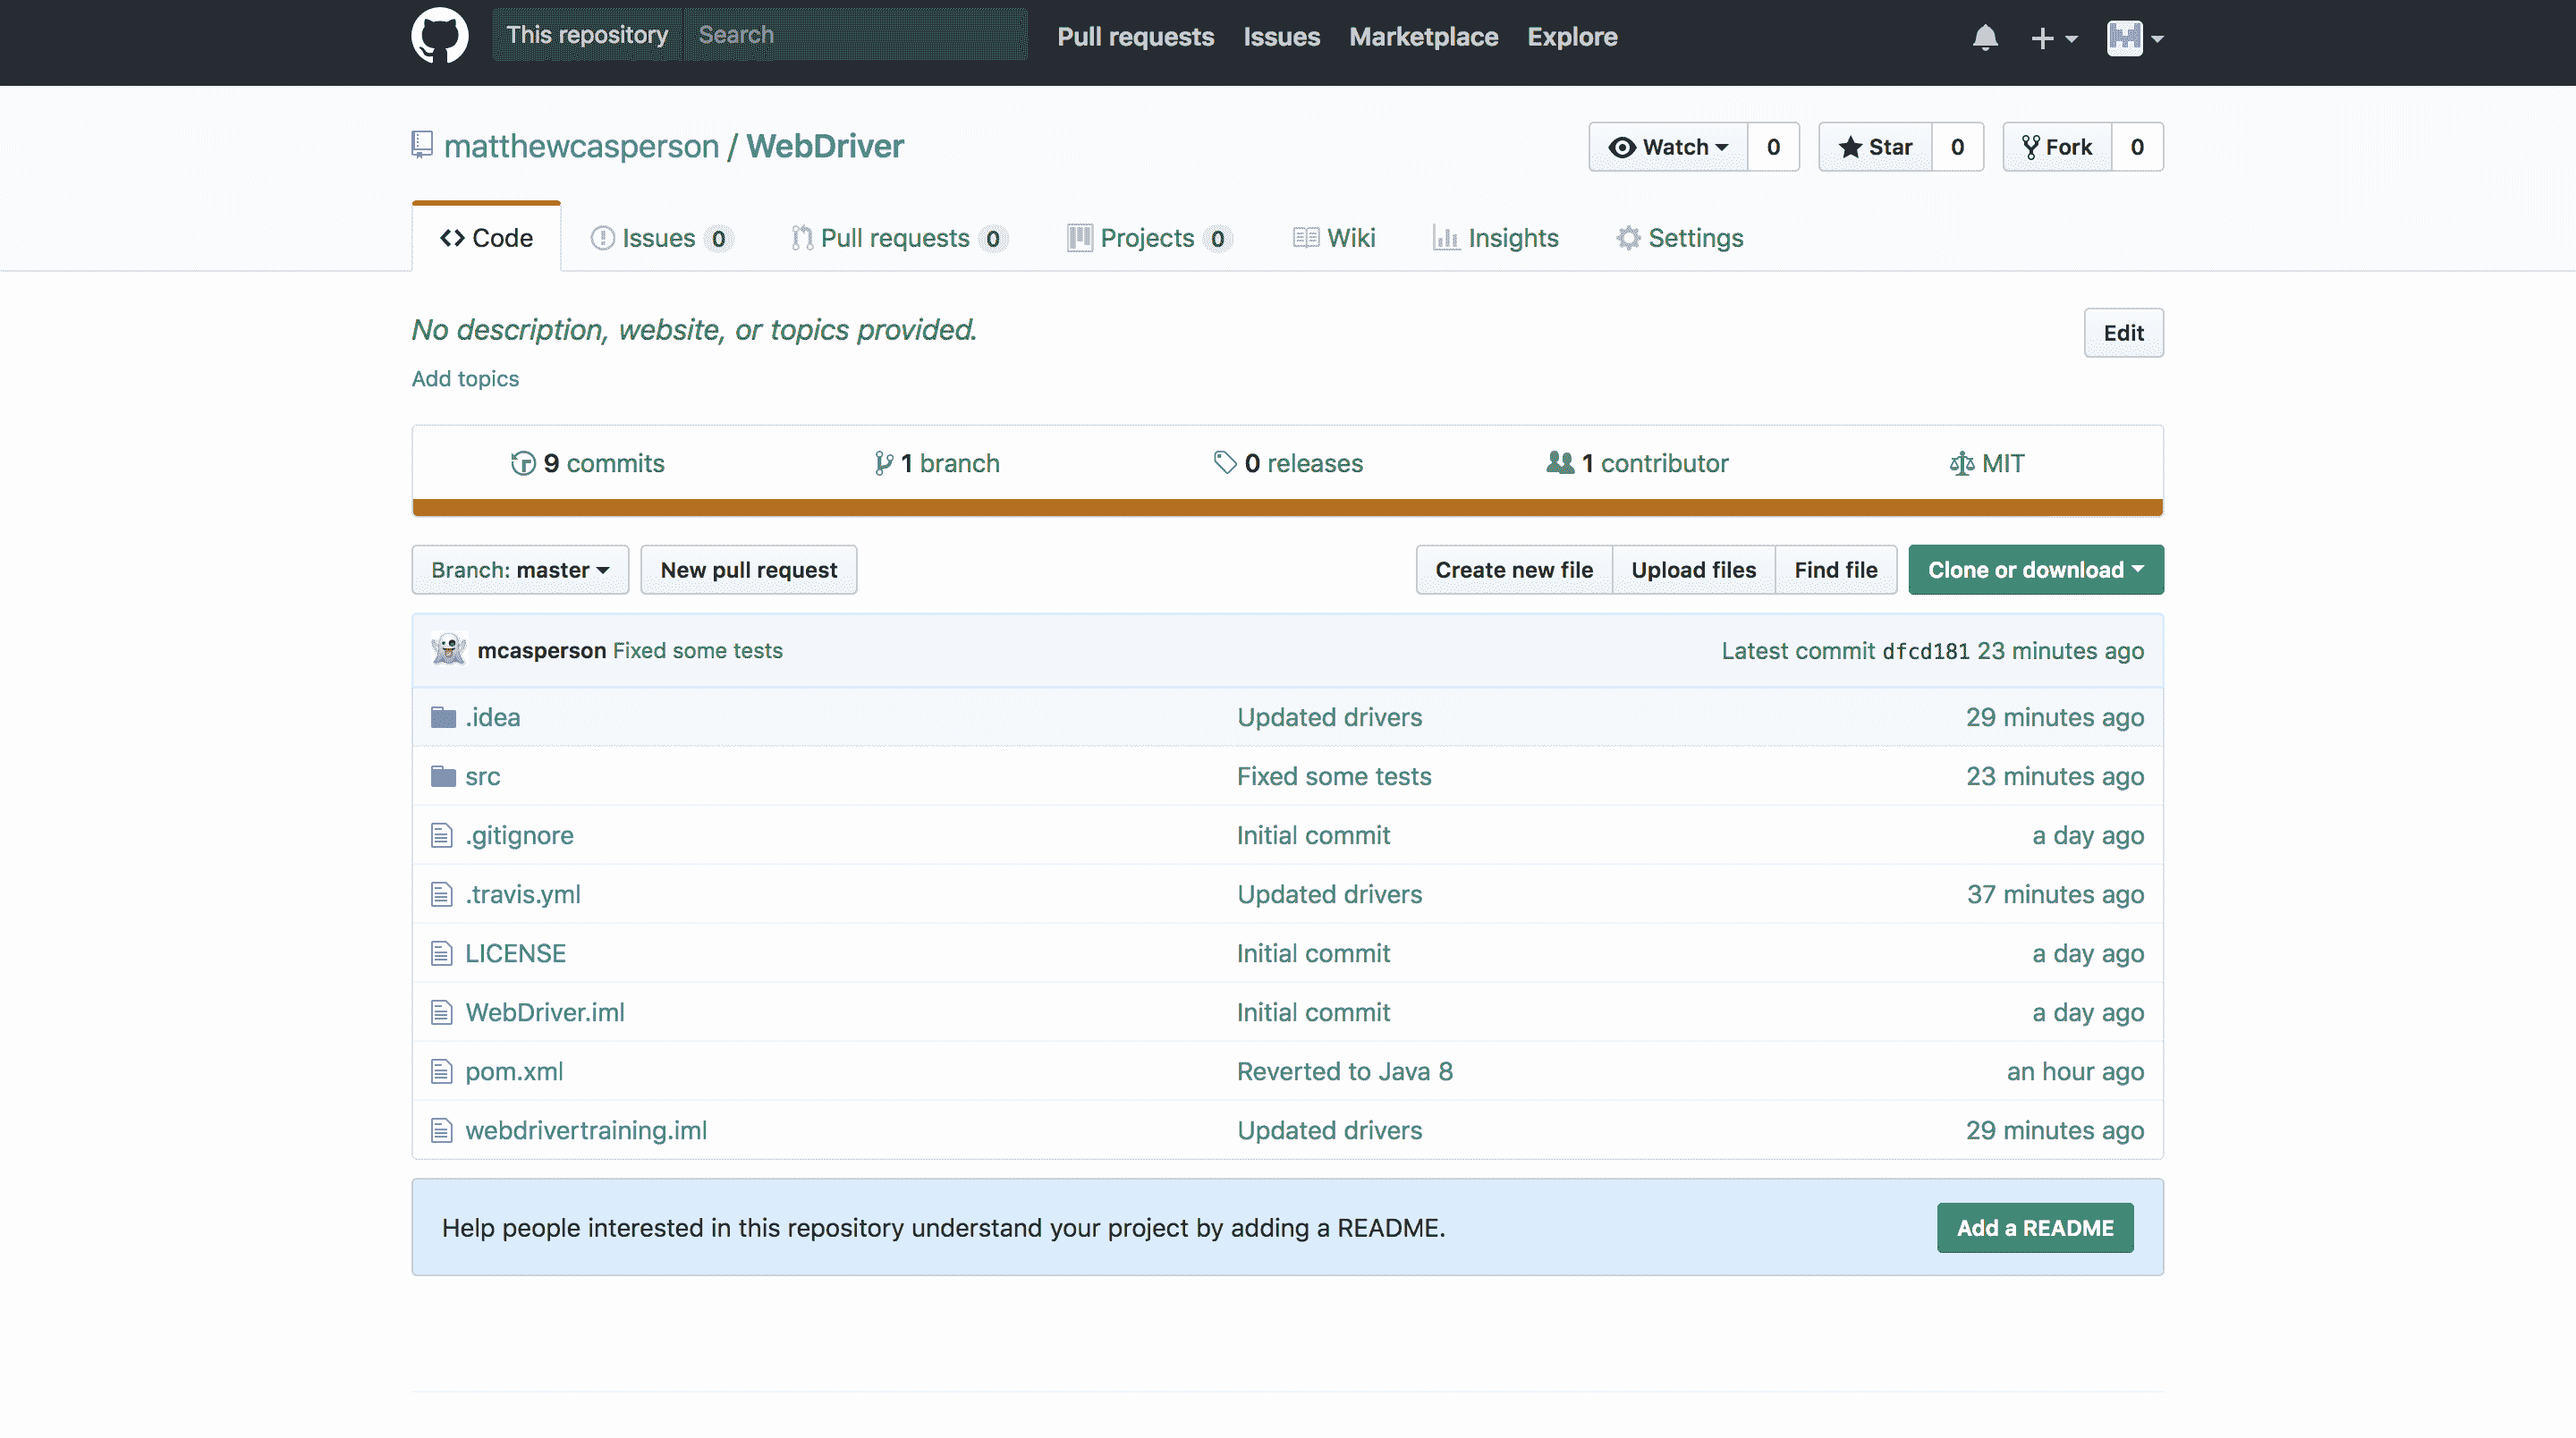 This repository Search Pull requests Issues Marketplace Explore
matthewcasperson / WebDriver Watch 0 Star 0 Fork 0
Code Issues 0 Pull requests 0 Projects 0 Wiki Insights Settings
No description, website, or topics provided. Edit
Add topics
9 commits 1 branch 0 releases 1 contributor MIT
Branch: master New pull request Create new file Upload files Find file Clone or download
mcasperson Fixed some tests Latest commit dfcd181 23 minutes ago
.idea Updated drivers 29 minutes ago
src Fixed some tests 23 minutes ago
.gitignore Initial commit a day ago
.travis.yml Updated drivers 37 minutes ago
LICENSE Initial commit a day ago
WebDriver.iml Initial commit a day ago
pom.xml Reverted to Java 8 an hour ago
webdrivertraining.iml Updated drivers 29 minutes ago
Help people interested in this repository understand your project by adding a README. Add a README